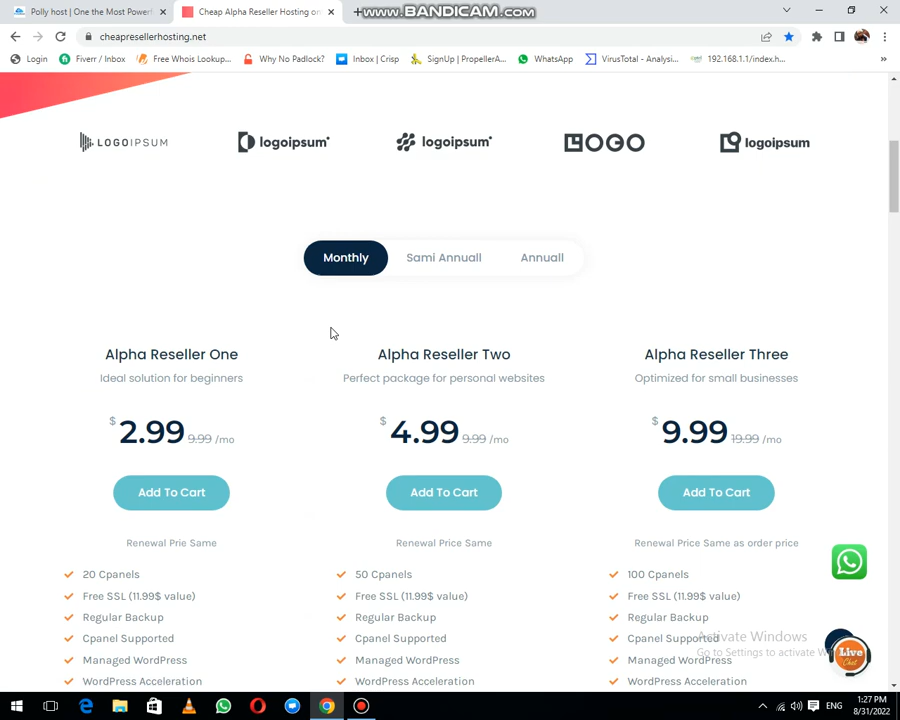 Polly host | One the Most Powerf
Cheap Alpha Reseller Hosting on
www.BANDICAM.com
cheapresellerhosting.net
Login
Fiverr / Inbox
Free Whois Lookup...
Why No Padlock?
Inbox | Crisp
SignUp | PropellerA...
WhatsApp
VirusTotal - Analysi...
192.168.1.1/index.h...
LOGOIPSUM
logoipsum
logoipsum
LOGO
logoipsum
Monthly
Sami Annuall
Annuall
Alpha Reseller One
Alpha Reseller Two
Alpha Reseller Three
Ideal solution for beginners
Perfect package for personal websites
Optimized for small businesses
$ 2.99 9.99 /mo
$ 4.99 9.99 /mo
$ 9.99 19.99 /mo
Add To Cart
Add To Cart
Add To Cart
Renewal Prie Same
Renewal Price Same
Renewal Price Same as order price
20 Cpanels
50 Cpanels
100 Cpanels
Free SSL (11.99$ value)
Free SSL (11.99$ value)
Free SSL (11.99$ value)
Regular Backup
Regular Backup
Regular Backup
Cpanel Supported
Cpanel Supported
Cpanel Supported
Activate Windows
Go to Settings to activate Wi
Live
Chat
Managed WordPress
Managed WordPress
Managed WordPress
WordPress Acceleration
WordPress Acceleration
WordPress Acceleration
ENG
1:27 PM
8/31/2022